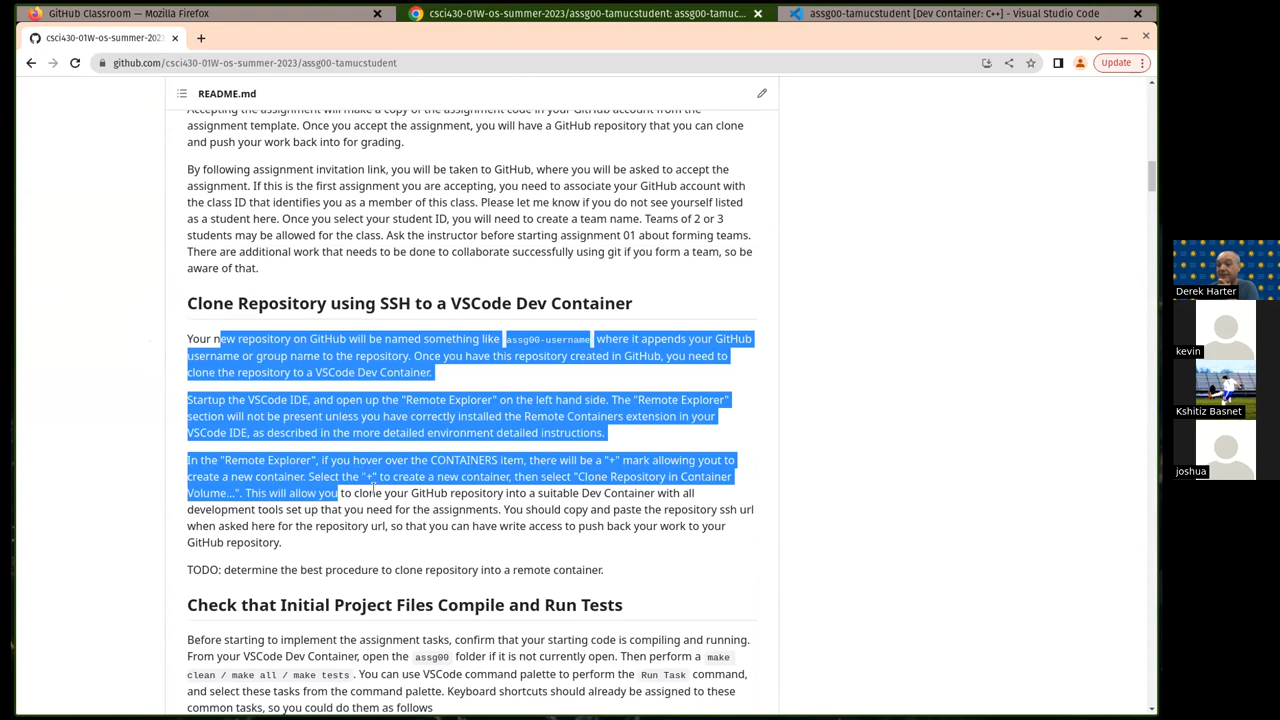 GitHub Classroom — Mozilla Firefox
csci430-01W-os-summer-2023/assg00-tamucstudent: assg00-tamuc...
assg00-tamucstudent [Dev Container: C++] - Visual Studio Code
csci430-01W-os-summer-202
github.com/csci430-01W-os-summer-2023/assg00-tamucstudent
Update
README.md
Accepting the assignment will make a copy of the assignment code in your GitHub account from the
assignment template. Once you accept the assignment, you will have a GitHub repository that you can clone
and push your work back into for grading.
By following assignment invitation link, you will be taken to GitHub, where you will be asked to accept the
assignment. If this is the first assignment you are accepting, you need to associate your GitHub account with
the class ID that identifies you as a member of this class. Please let me know if you do not see yourself listed
as a student here. Once you select your student ID, you will need to create a team name. Teams of 2 or 3
students may be allowed for the class. Ask the instructor before starting assignment 01 about forming teams.
There are additional work that needs to be done to collaborate successfully using git if you form a team, so be
aware of that.
Clone Repository using SSH to a VSCode Dev Container
Your new repository on GitHub will be named something like assg00-username where it appends your GitHub
username or group name to the repository. Once you have this repository created in GitHub, you need to
clone the repository to a VSCode Dev Container.
Startup the VSCode IDE, and open up the "Remote Explorer" on the left hand side. The "Remote Explorer"
section will not be present unless you have correctly installed the Remote Containers extension in your
VSCode IDE, as described in the more detailed environment detailed instructions.
In the "Remote Explorer", if you hover over the CONTAINERS item, there will be a "+" mark allowing yout to
create a new container. Select the "+" to create a new container, then select "Clone Repository in Container
Volume...". This will allow you to clone your GitHub repository into a suitable Dev Container with all
development tools set up that you need for the assignments. You should copy and paste the repository ssh url
when asked here for the repository url, so that you can have write access to push back your work to your
GitHub repository.
TODO: determine the best procedure to clone repository into a remote container.
Check that Initial Project Files Compile and Run Tests
Before starting to implement the assignment tasks, confirm that your starting code is compiling and running.
From your VSCode Dev Container, open the assg00 folder if it is not currently open. Then perform a make
clean / make all / make tests . You can use VSCode command palette to perform the Run Task command,
and select these tasks from the command palette. Keyboard shortcuts should already be assigned to these
common tasks, so you could do them as follows
Derek Harter
kevin
Kshitiz Basnet
joshua